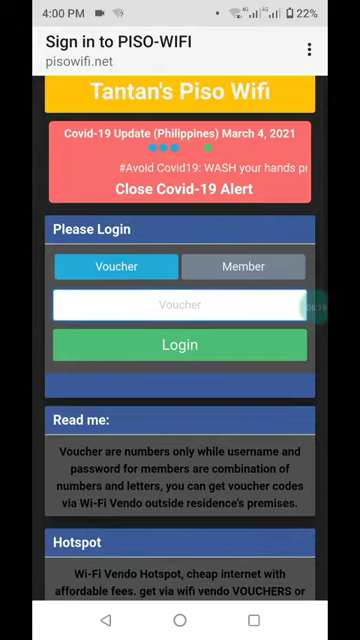 4:00 PM 4G 4G 22%
Sign in to PISO-WIFI
pisowifi.net
Tantan's Piso Wifi
Covid-19 Update (Philippines) March 4, 2021
#Avoid Covid19: WASH your hands
Close Covid-19 Alert
Please Login
Voucher Member
Voucher
06:18
Login
Read me:
Voucher are numbers only while username and
password for members are combination of
numbers and letters, you can get voucher codes
via Wi-Fi Vendo outside residence's premises.
Hotspot
Wi-Fi Vendo Hotspot, cheap internet with
affordable fees. get via wifi vendo VOUCHERS or